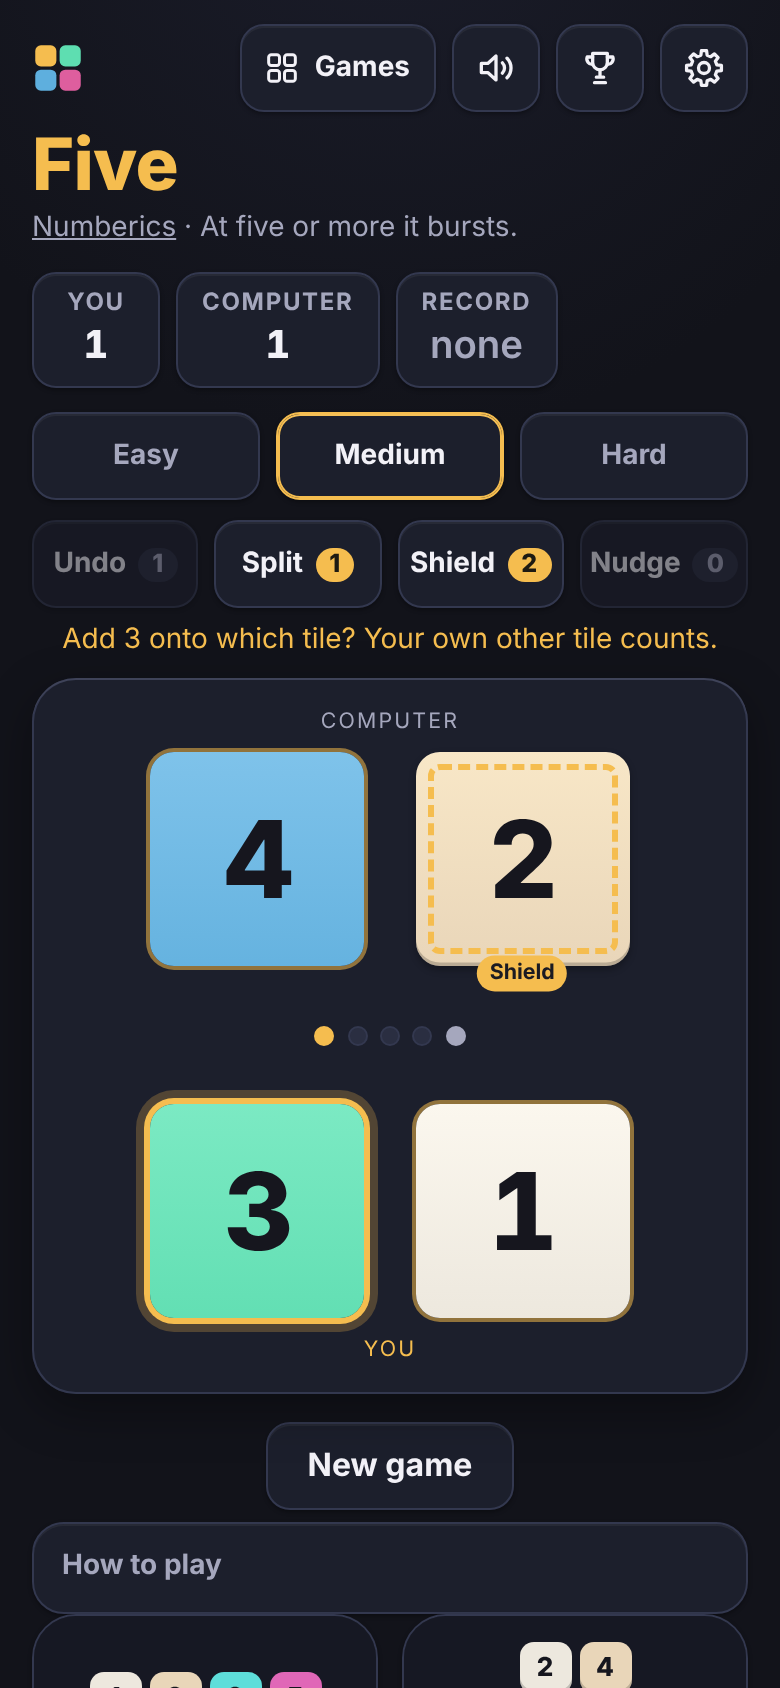 Games
Five
Numberics · At five or more it bursts.
YOU
1
COMPUTER
1
RECORD
none
Easy
Medium
Hard
Undo 1
Split 1
Shield 2
Nudge 0
Add 3 onto which tile? Your own other tile counts.
COMPUTER
4
2
Shield
3
1
YOU
New game
How to play
2 4